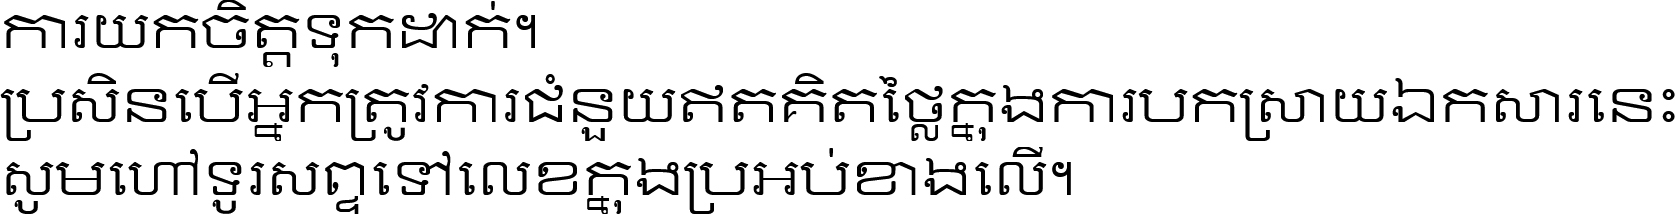 ការយកចិត្តទុកដាក់។
ប្រសិនបើអ្នកត្រូវការជំនួយឥតគិតថ្លៃក្នុងការបកស្រាយឯកសារនេះ
សូមហៅទូរសព្ទទៅលេខក្នុងប្រអប់ខាងលើ។